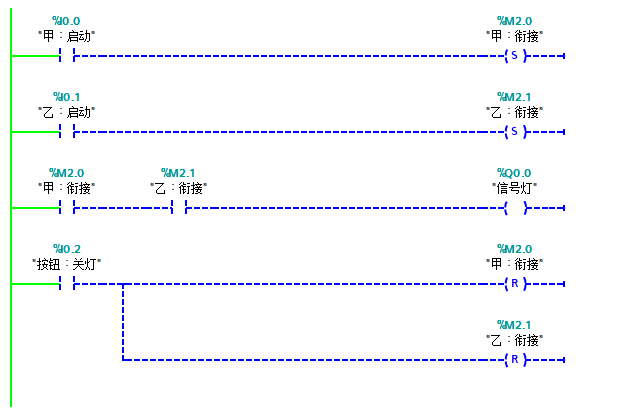 %I0.0 %M2.0
"甲：启动" "甲：衔接"
S
%I0.1 %M2.1
"乙：启动" "乙：衔接"
S
%M2.0 %M2.1 %Q0.0
"甲：衔接" "乙：衔接" "信号灯"
%I0.2 %M2.0
"按钮：关灯" "甲：衔接"
R
%M2.1
"乙：衔接"
R